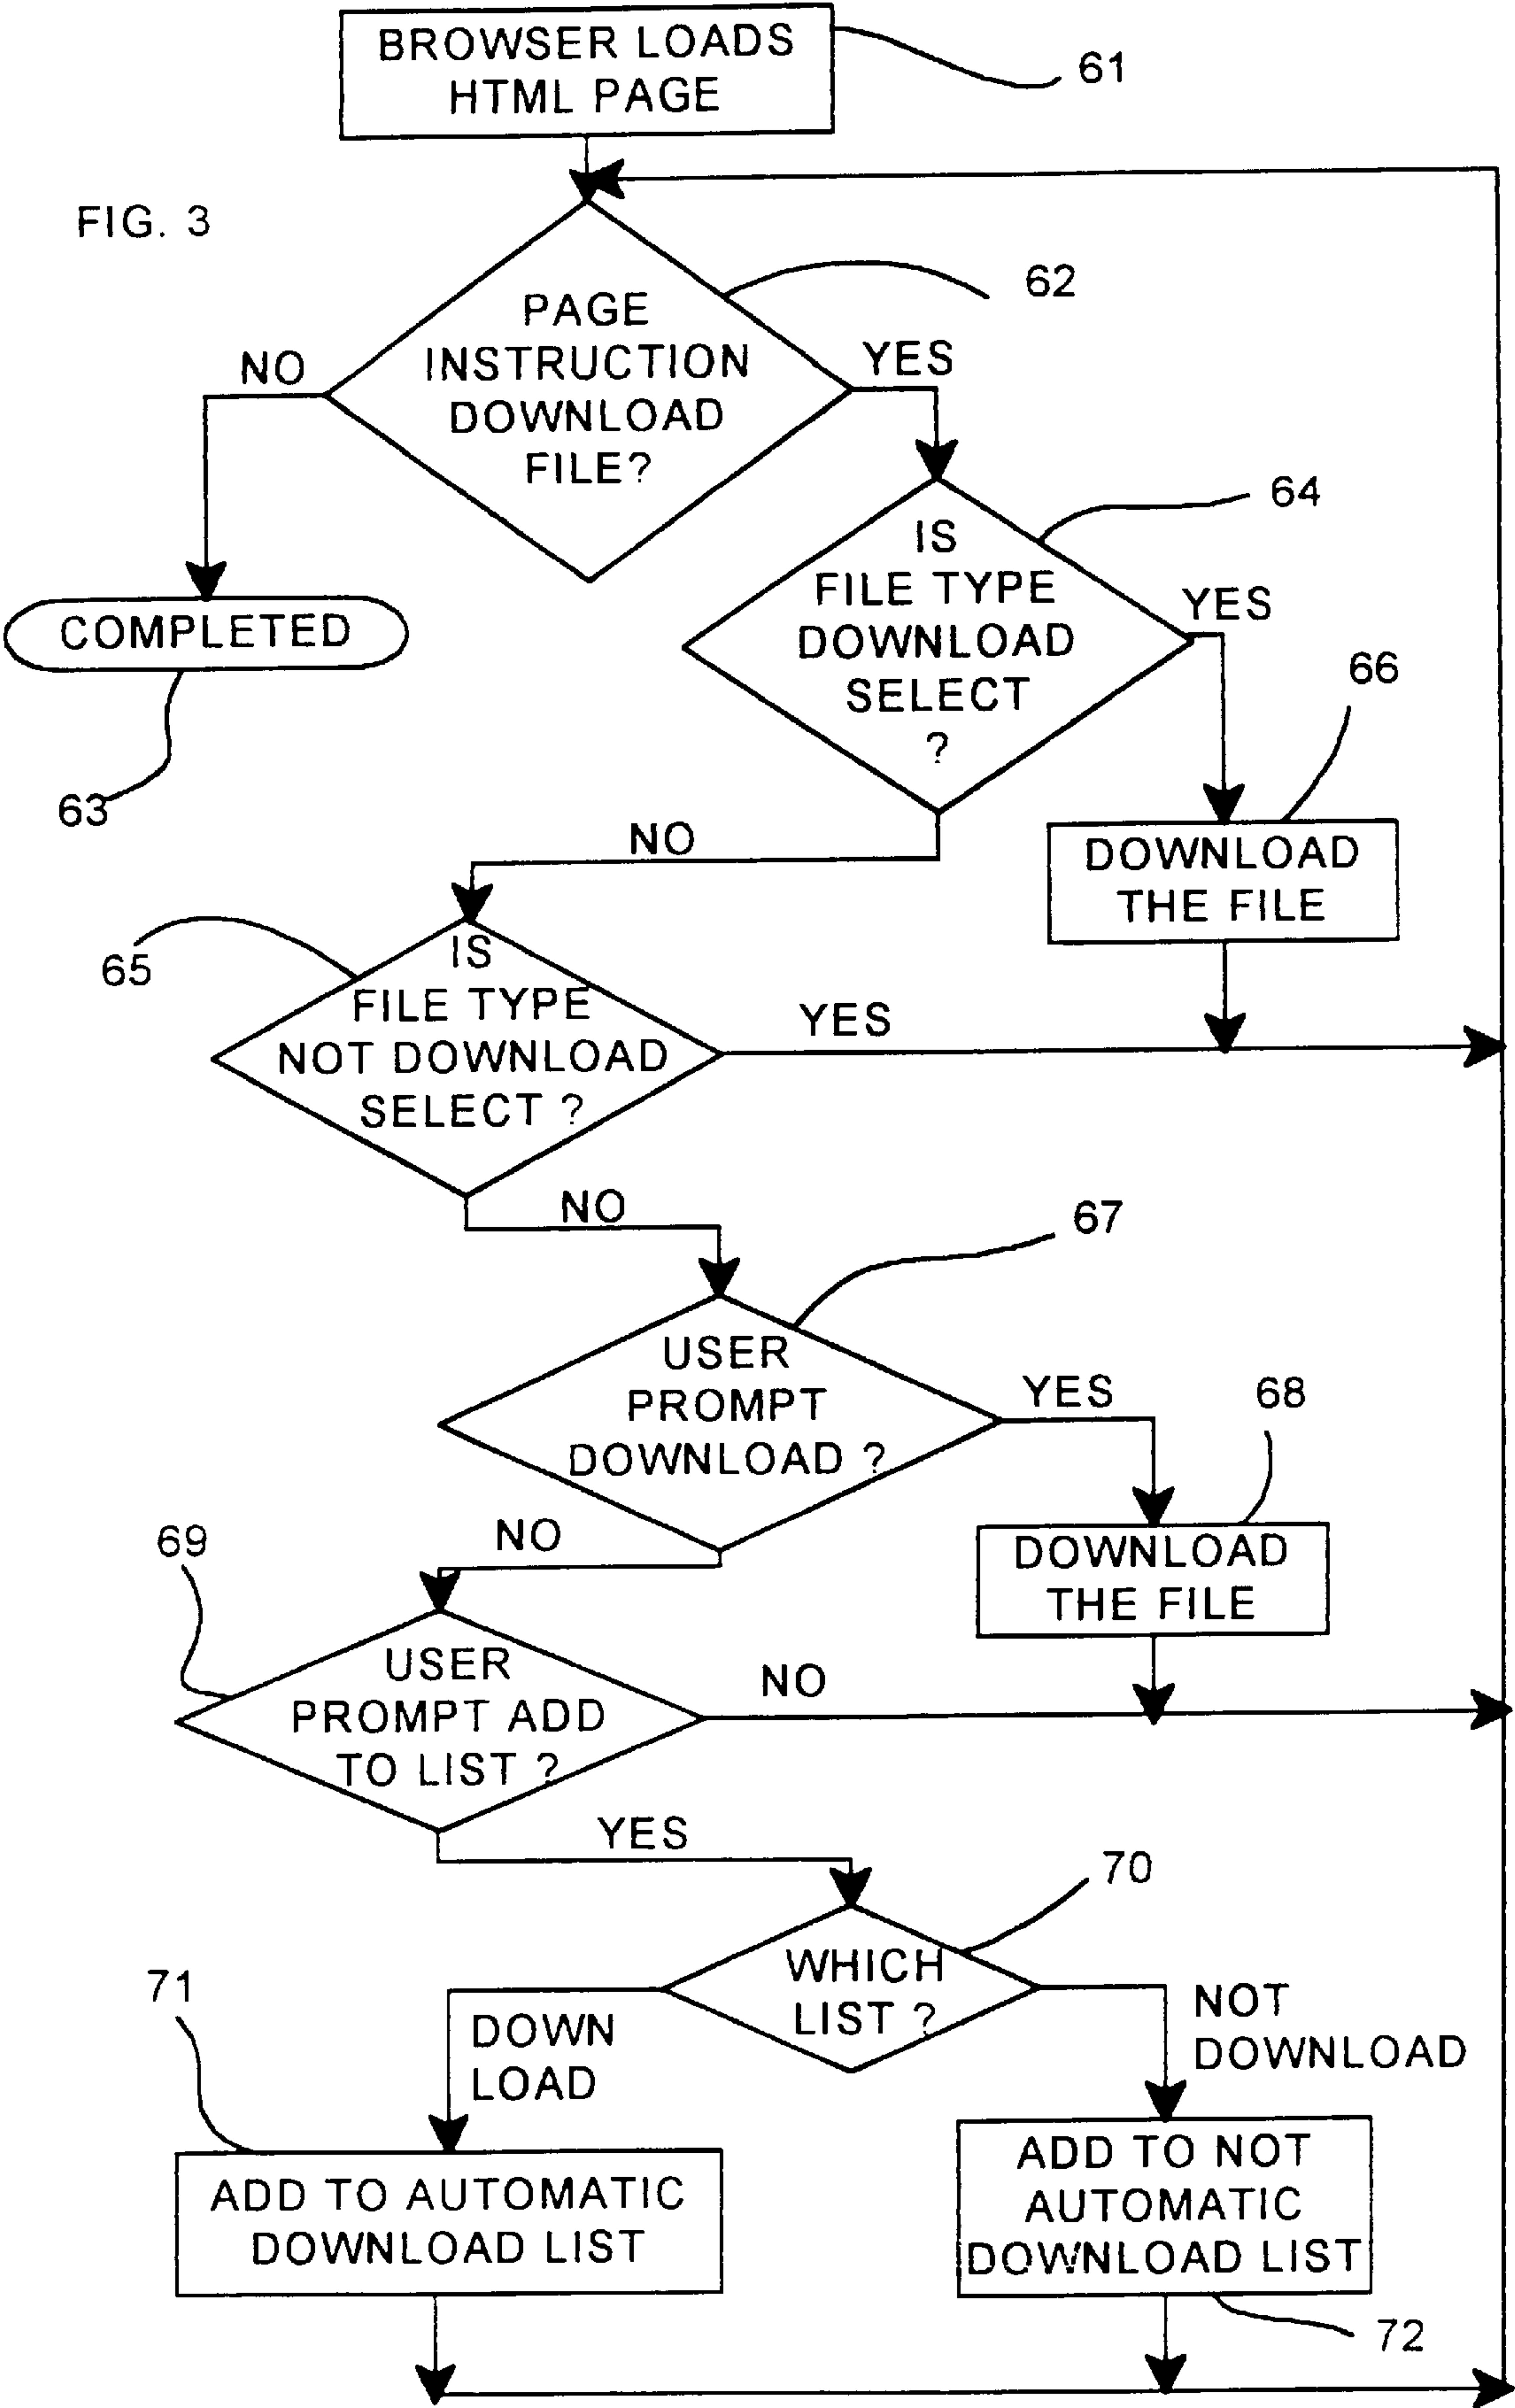 BROWSER LOADS
HTML PAGE
61
FIG. 3
62
PAGE
INSTRUCTION
DOWNLOAD
FILE?
NO
YES
64
IS
FILE TYPE
DOWNLOAD
SELECT
?
YES
COMPLETED
63
66
NO
DOWNLOAD
THE FILE
65
IS
FILE TYPE
NOT DOWNLOAD
SELECT ?
YES
NO
67
USER
PROMPT
DOWNLOAD ?
YES
68
NO
DOWNLOAD
THE FILE
69
USER
PROMPT ADD
TO LIST ?
NO
YES
70
WHICH
LIST ?
71
DOWN
LOAD
NOT
DOWNLOAD
ADD TO AUTOMATIC
DOWNLOAD LIST
ADD TO NOT
AUTOMATIC
DOWNLOAD LIST
72